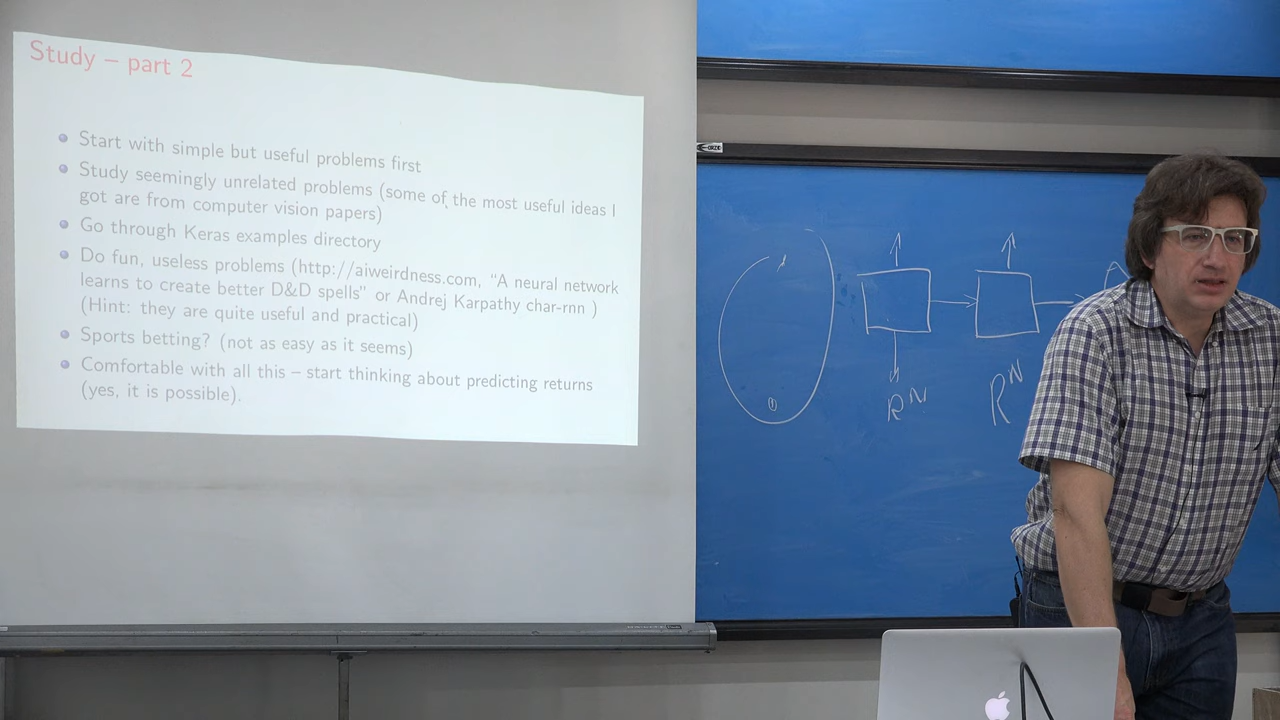 Study – part 2
Start with simple but useful problems first
Study seemingly unrelated problems (some of the most useful ideas I
got are from computer vision papers)
Go through Keras examples directory
Do fun, useless problems (http://aiweirdness.com, “A neural network
learns to create better D&D spells” or Andrej Karpathy char-rnn )
(Hint: they are quite useful and practical)
Sports betting? (not as easy as it seems)
Comfortable with all this – start thinking about predicting returns
(yes, it is possible).
R^N
R^N